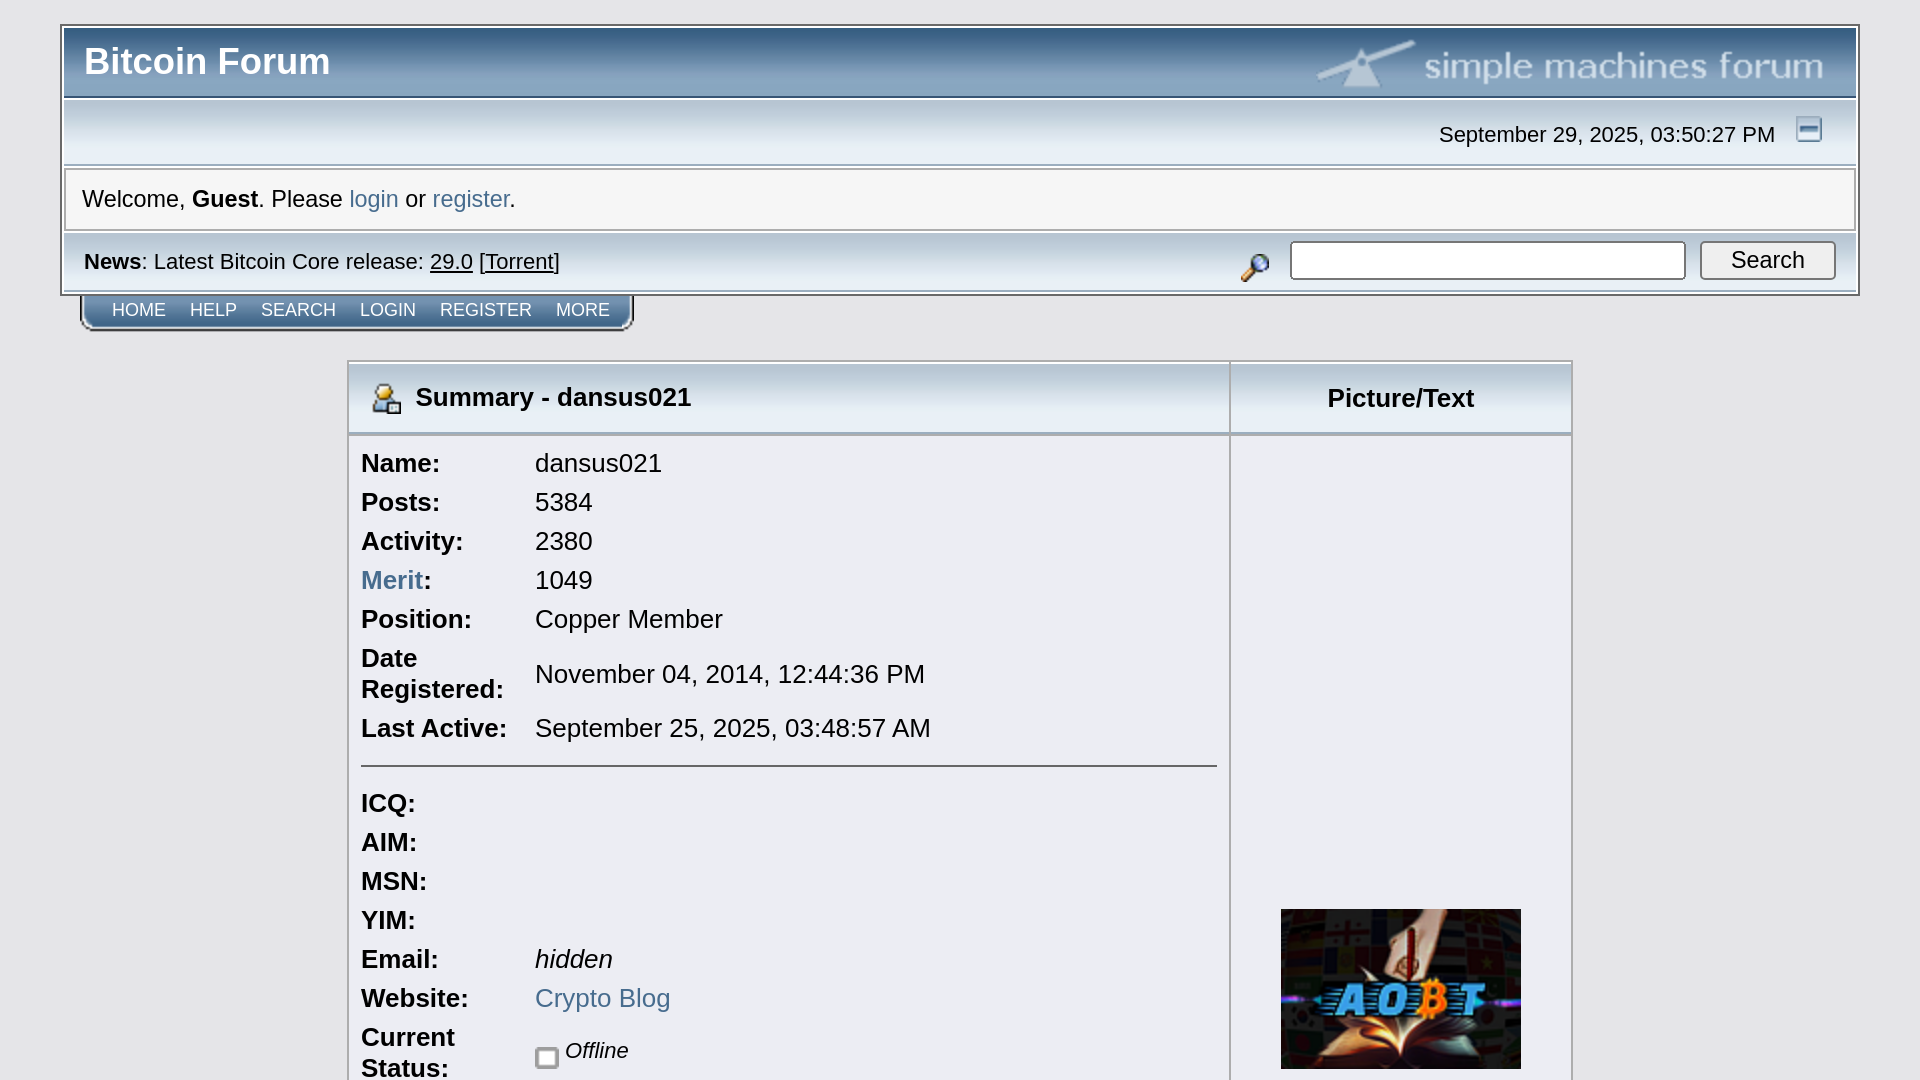 Bitcoin Forum
simple machines forum
September 29, 2025, 03:50:27 PM
Welcome, Guest. Please login or register.
News: Latest Bitcoin Core release: 29.0 [Torrent]
Search
HOME HELP SEARCH LOGIN REGISTER MORE
Summary - dansus021
Picture/Text
Name: dansus021
Posts: 5384
Activity: 2380
Merit: 1049
Position: Copper Member
Date
Registered: November 04, 2014, 12:44:36 PM
Last Active: September 25, 2025, 03:48:57 AM
ICQ:
AIM:
MSN:
YIM:
Email: hidden
Website: Crypto Blog
Current
Status: Offline
AOBT